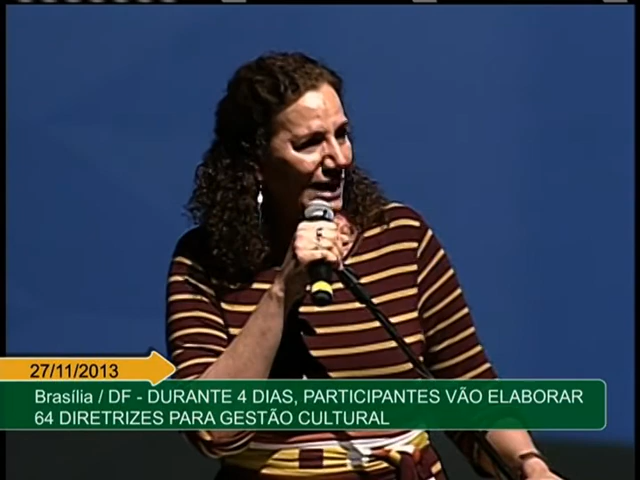 27/11/2013
Brasília / DF - DURANTE 4 DIAS, PARTICIPANTES VÃO ELABORAR
64 DIRETRIZES PARA GESTÃO CULTURAL